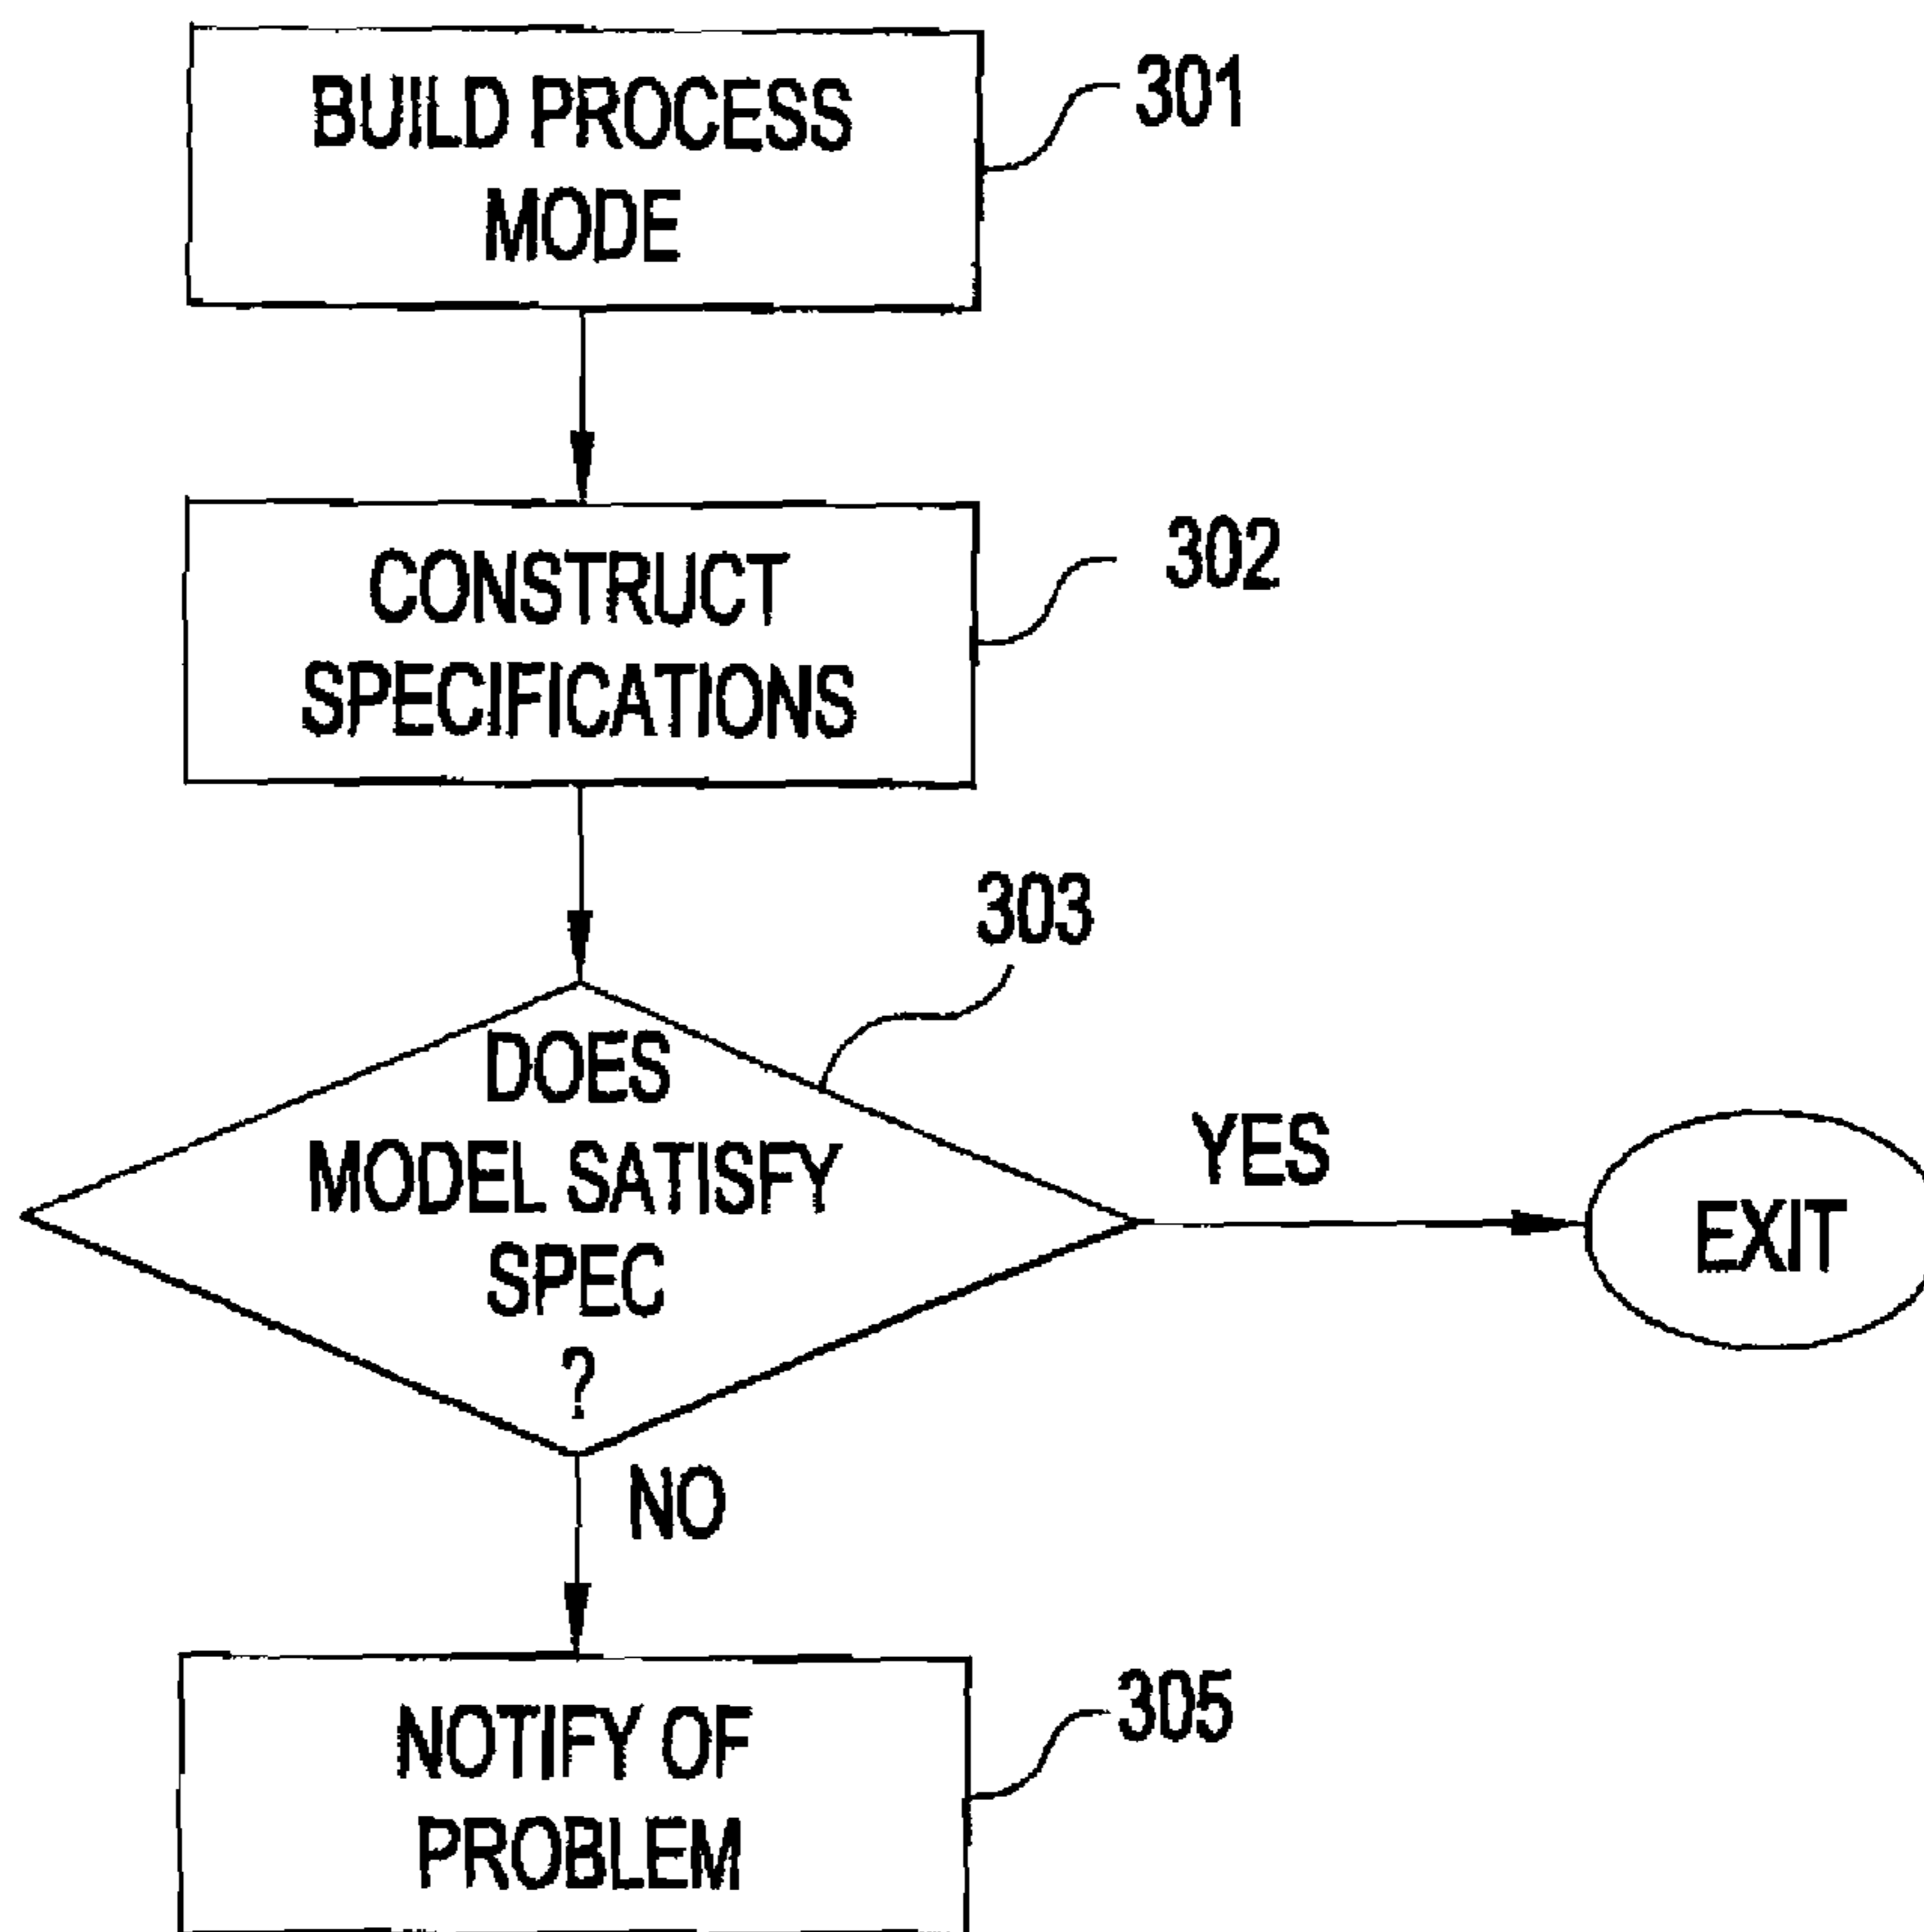 BUILD PROCESS
MODE
301
CONSTRUCT
SPECIFICATIONS
302
303
DOES
MODEL SATISFY
SPEC
?
YES
EXIT
NO
NOTIFY OF
PROBLEM
305